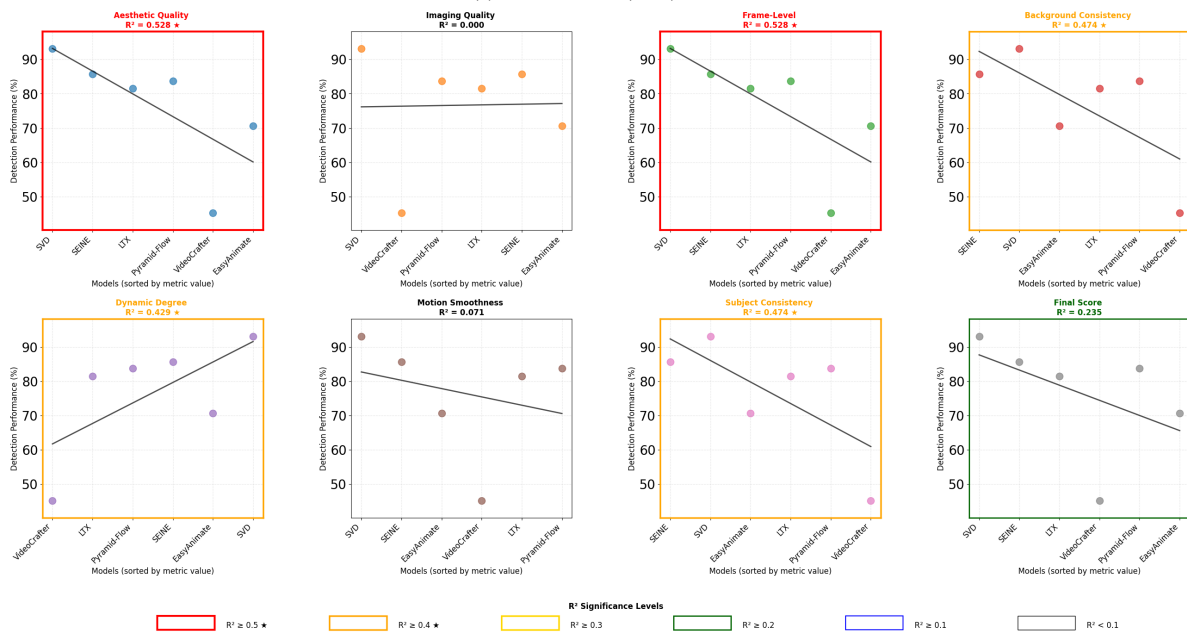 Aesthetic Quality
R² = 0.528 ★
Detection Performance (%)
90
80
70
60
50
SVD
SEINE
LTX
Pyramid-Flow
VideoCrafter
EasyAnimate
Models (sorted by metric value)
Imaging Quality
R² = 0.000
Detection Performance (%)
90
80
70
60
50
SVD
VideoCrafter
Pyramid-Flow
LTX
SEINE
EasyAnimate
Models (sorted by metric value)
Frame-Level
R² = 0.528 ★
Detection Performance (%)
90
80
70
60
50
SVD
SEINE
LTX
Pyramid-Flow
VideoCrafter
EasyAnimate
Models (sorted by metric value)
Background Consistency
R² = 0.474 ★
Detection Performance (%)
90
80
70
60
50
SEINE
SVD
EasyAnimate
LTX
Pyramid-Flow
VideoCrafter
Models (sorted by metric value)
Dynamic Degree
R² = 0.429 ★
Detection Performance (%)
90
80
70
60
50
VideoCrafter
LTX
Pyramid-Flow
SEINE
EasyAnimate
SVD
Models (sorted by metric value)
Motion Smoothness
R² = 0.071
Detection Performance (%)
90
80
70
60
50
SVD
SEINE
EasyAnimate
VideoCrafter
LTX
Pyramid-Flow
Models (sorted by metric value)
Subject Consistency
R² = 0.474 ★
Detection Performance (%)
90
80
70
60
50
SEINE
SVD
EasyAnimate
LTX
Pyramid-Flow
VideoCrafter
Models (sorted by metric value)
Final Score
R² = 0.235
Detection Performance (%)
90
80
70
60
50
SVD
SEINE
LTX
VideoCrafter
Pyramid-Flow
EasyAnimate
Models (sorted by metric value)
R² Significance Levels
R² ≥ 0.5 ★
R² ≥ 0.4 ★
R² ≥ 0.3
R² ≥ 0.2
R² ≥ 0.1
R² < 0.1